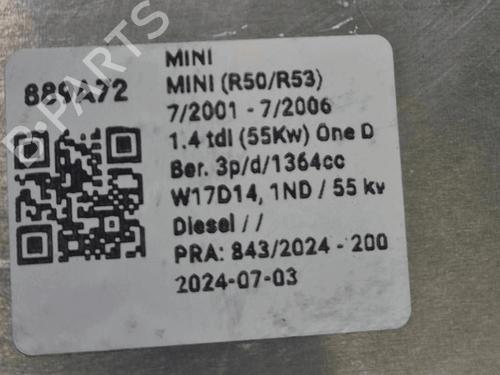 B-PARTS
889A72
MINI
MINI (R50/R53)
7/2001 - 7/2006
1.4 tdi (55Kw) One D
Ber. 3p/d/1364cc
W17D14, 1ND / 55 kv
Diesel / /
PRA: 843/2024 - 200
2024-07-03